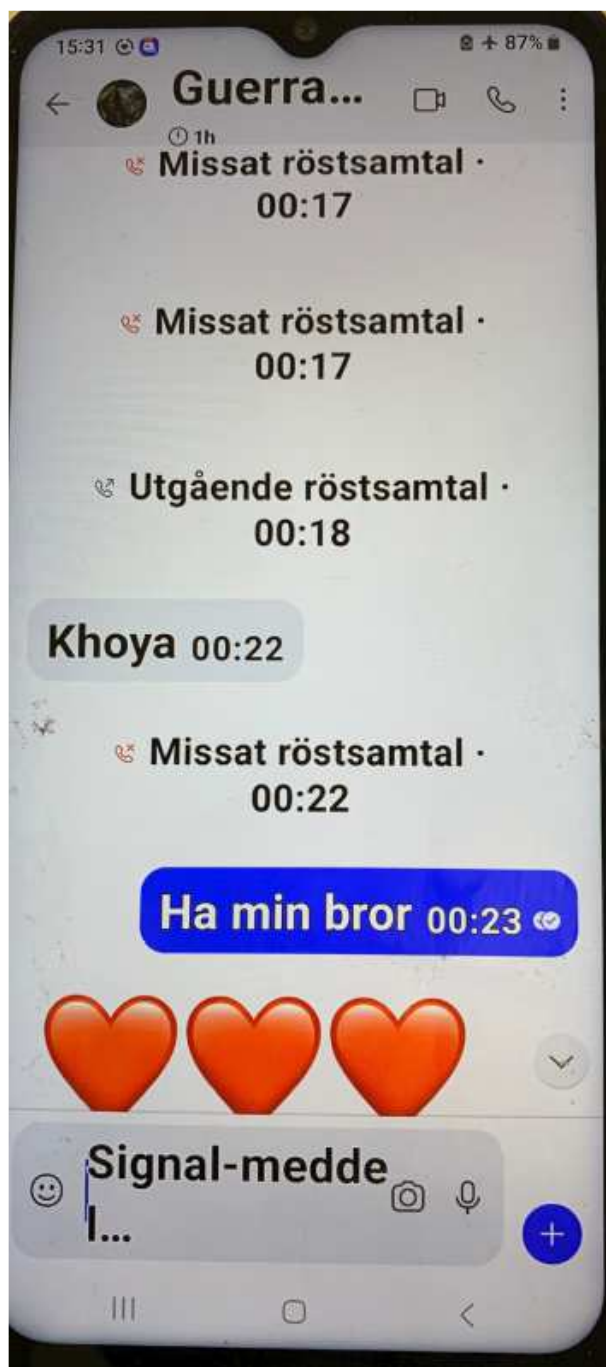 15:31 87%
Guerra...
1h
Missat röstsamtal ·
00:17
Missat röstsamtal ·
00:17
Utgående röstsamtal ·
00:18
Khoya 00:22
Missat röstsamtal ·
00:22
Ha min bror 00:23
Signal-medde
l...